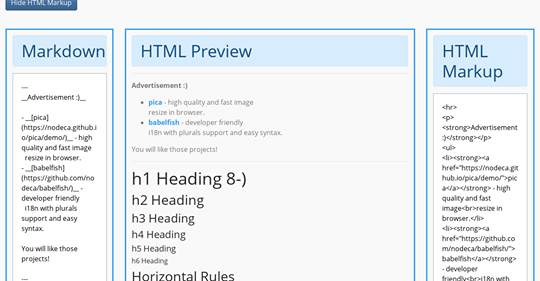 Hide HTML Markup
Markdown
---
__Advertisement :)__
- __[pica]
(https://nodeca.github.i
o/pica/demo/)__ - high
quality and fast image
resize in browser.
- __[babelfish]
(https://github.com/no
deca/babelfish/)__ -
developer friendly
i18n with plurals
support and easy
syntax.
You will like those
projects!
---
HTML Preview
Advertisement :)
• pica - high quality and fast image
resize in browser.
• babelfish - developer friendly
i18n with plurals support and easy syntax.
You will like those projects!
h1 Heading 8-)
h2 Heading
h3 Heading
h4 Heading
h5 Heading
h6 Heading
Horizontal Rules
HTML
Markup
<hr>
<p>
<strong>Advertisement
:)</strong></p>
<ul>
<li><strong><a
href="https://nodeca.git
hub.io/pica/demo/">pic
a</a></strong> - high
quality and fast
image<br>resize in
browser.</li>
<li><strong><a
href="https://github.co
m/nodeca/babelfish/">
babelfish</a></strong>
- developer
friendly<br>i18n with